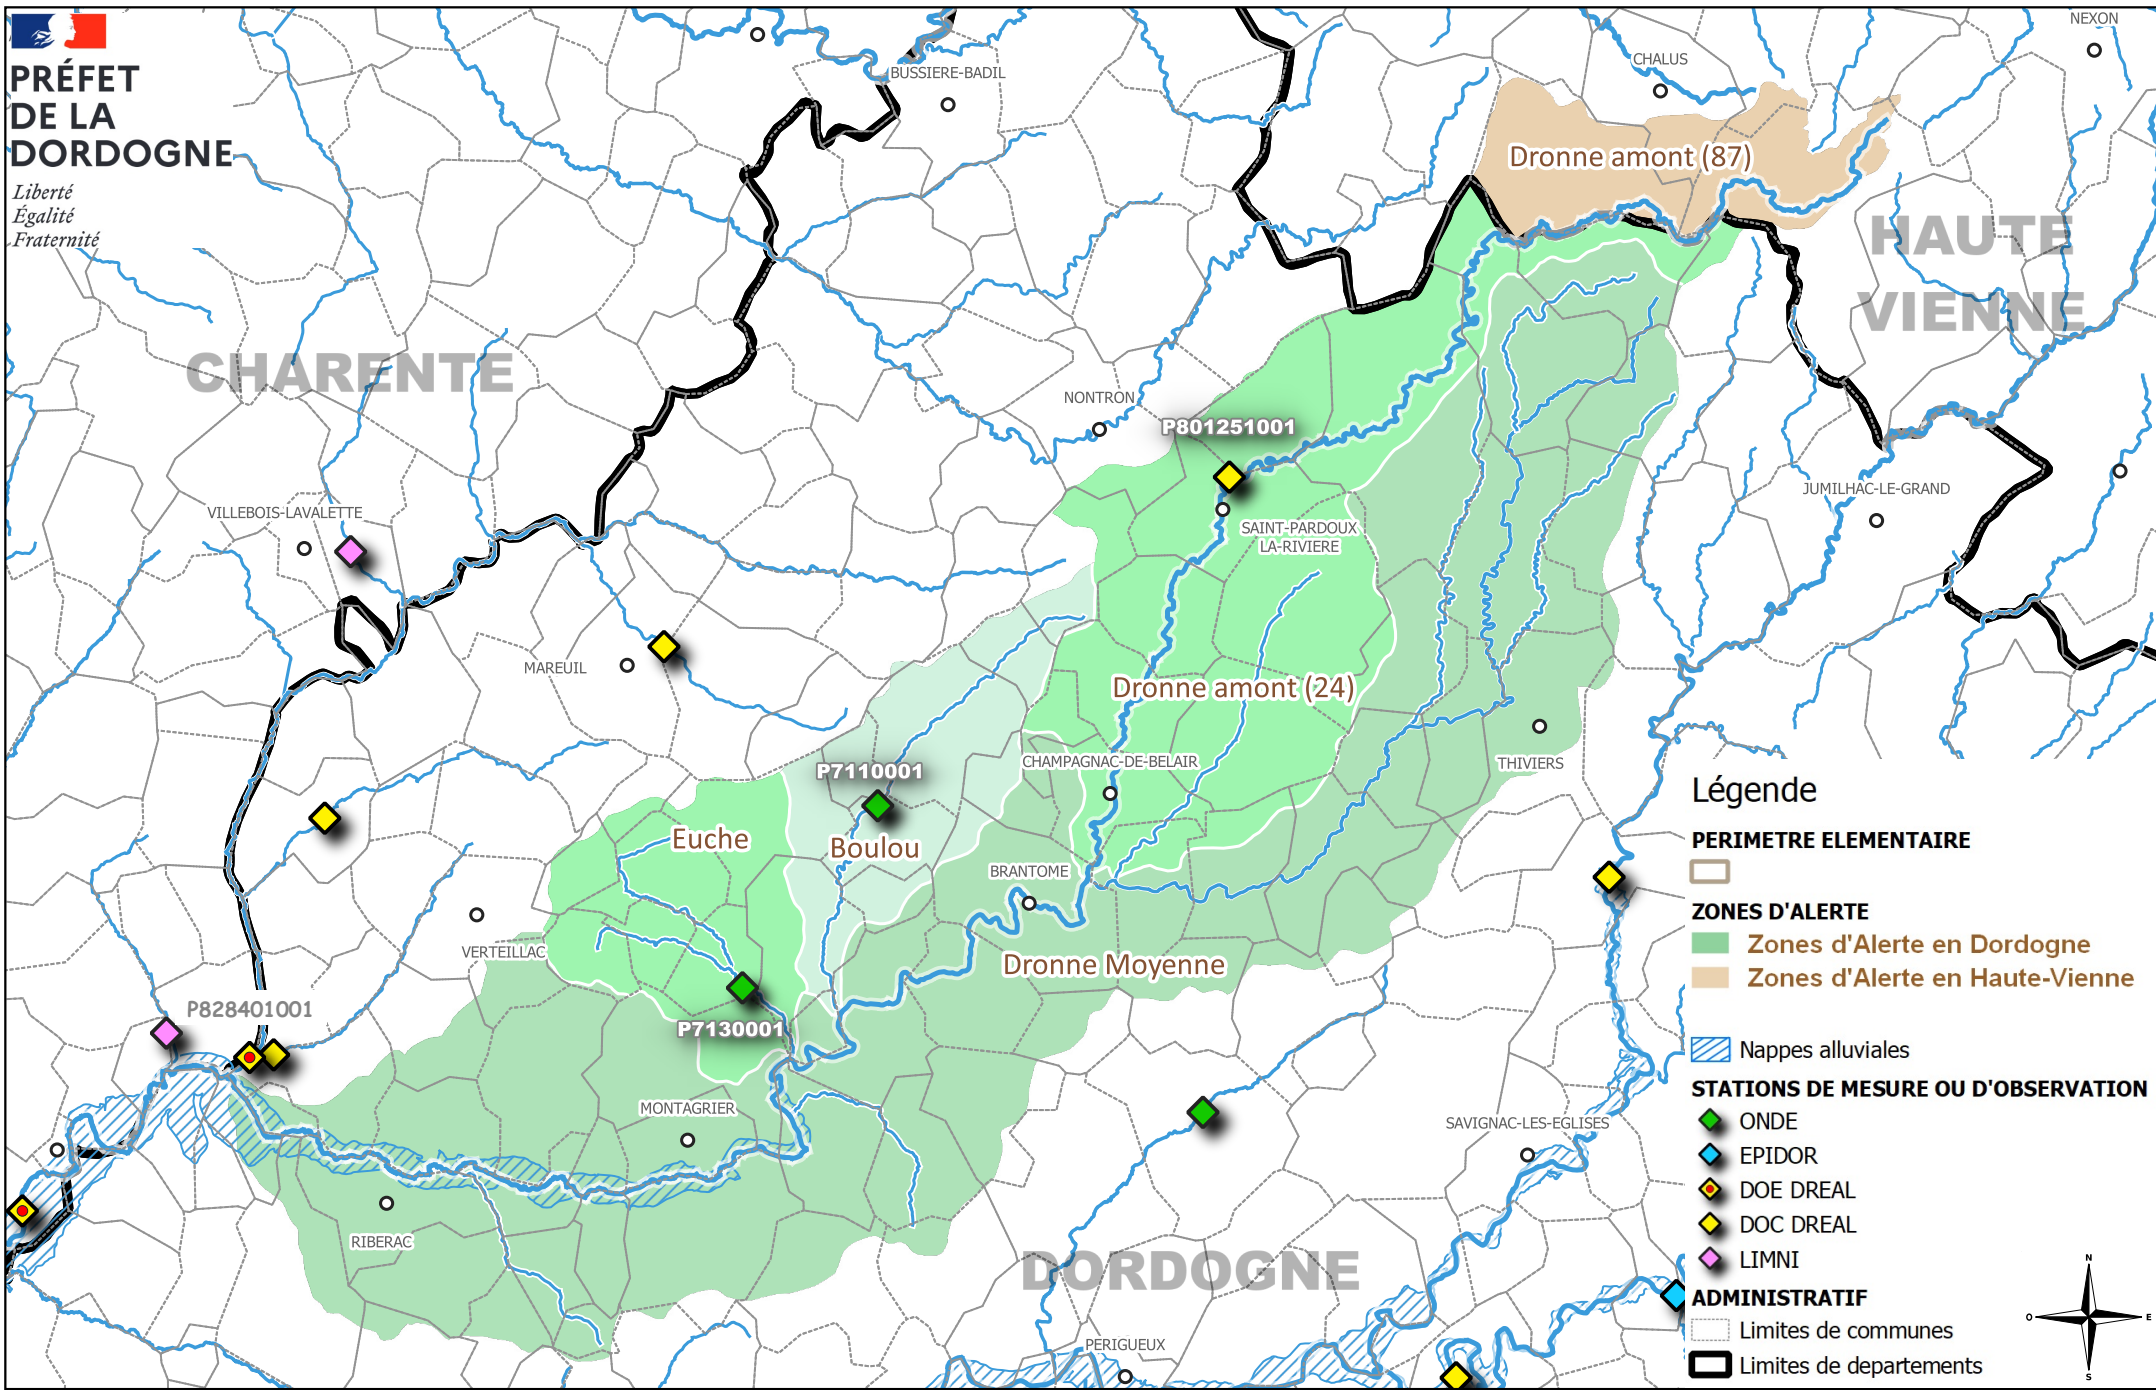 PRÉFET
DE LA
DORDOGNE
Liberté
Égalité
Fraternité
NEXON
CHALUS
BUSSIERE-BADIL
Dronne amont (87)
HAUTE
VIENNE
CHARENTE
NONTRON
P801251001
JUMILHAC-LE-GRAND
VILLEBOIS-LAVALETTE
SAINT-PARDOUX
LA-RIVIERE
MAREUIL
Dronne amont (24)
CHAMPAGNAC-DE-BELAIR
THIVIERS
P7110001
Euche
Boulou
BRANTOME
VERTEILLAC
Dronne Moyenne
P828401001
P7130001
MONTAGRIER
SAVIGNAC-LES-EGLISES
RIBERAC
DORDOGNE
PERIGUEUX
Légende
PERIMETRE ELEMENTAIRE
ZONES D'ALERTE
Zones d'Alerte en Dordogne
Zones d'Alerte en Haute-Vienne
Nappes alluviales
STATIONS DE MESURE OU D'OBSERVATION
ONDE
EPIDOR
DOE DREAL
DOC DREAL
LIMNI
ADMINISTRATIF
Limites de communes
Limites de departements
N
O
E
S